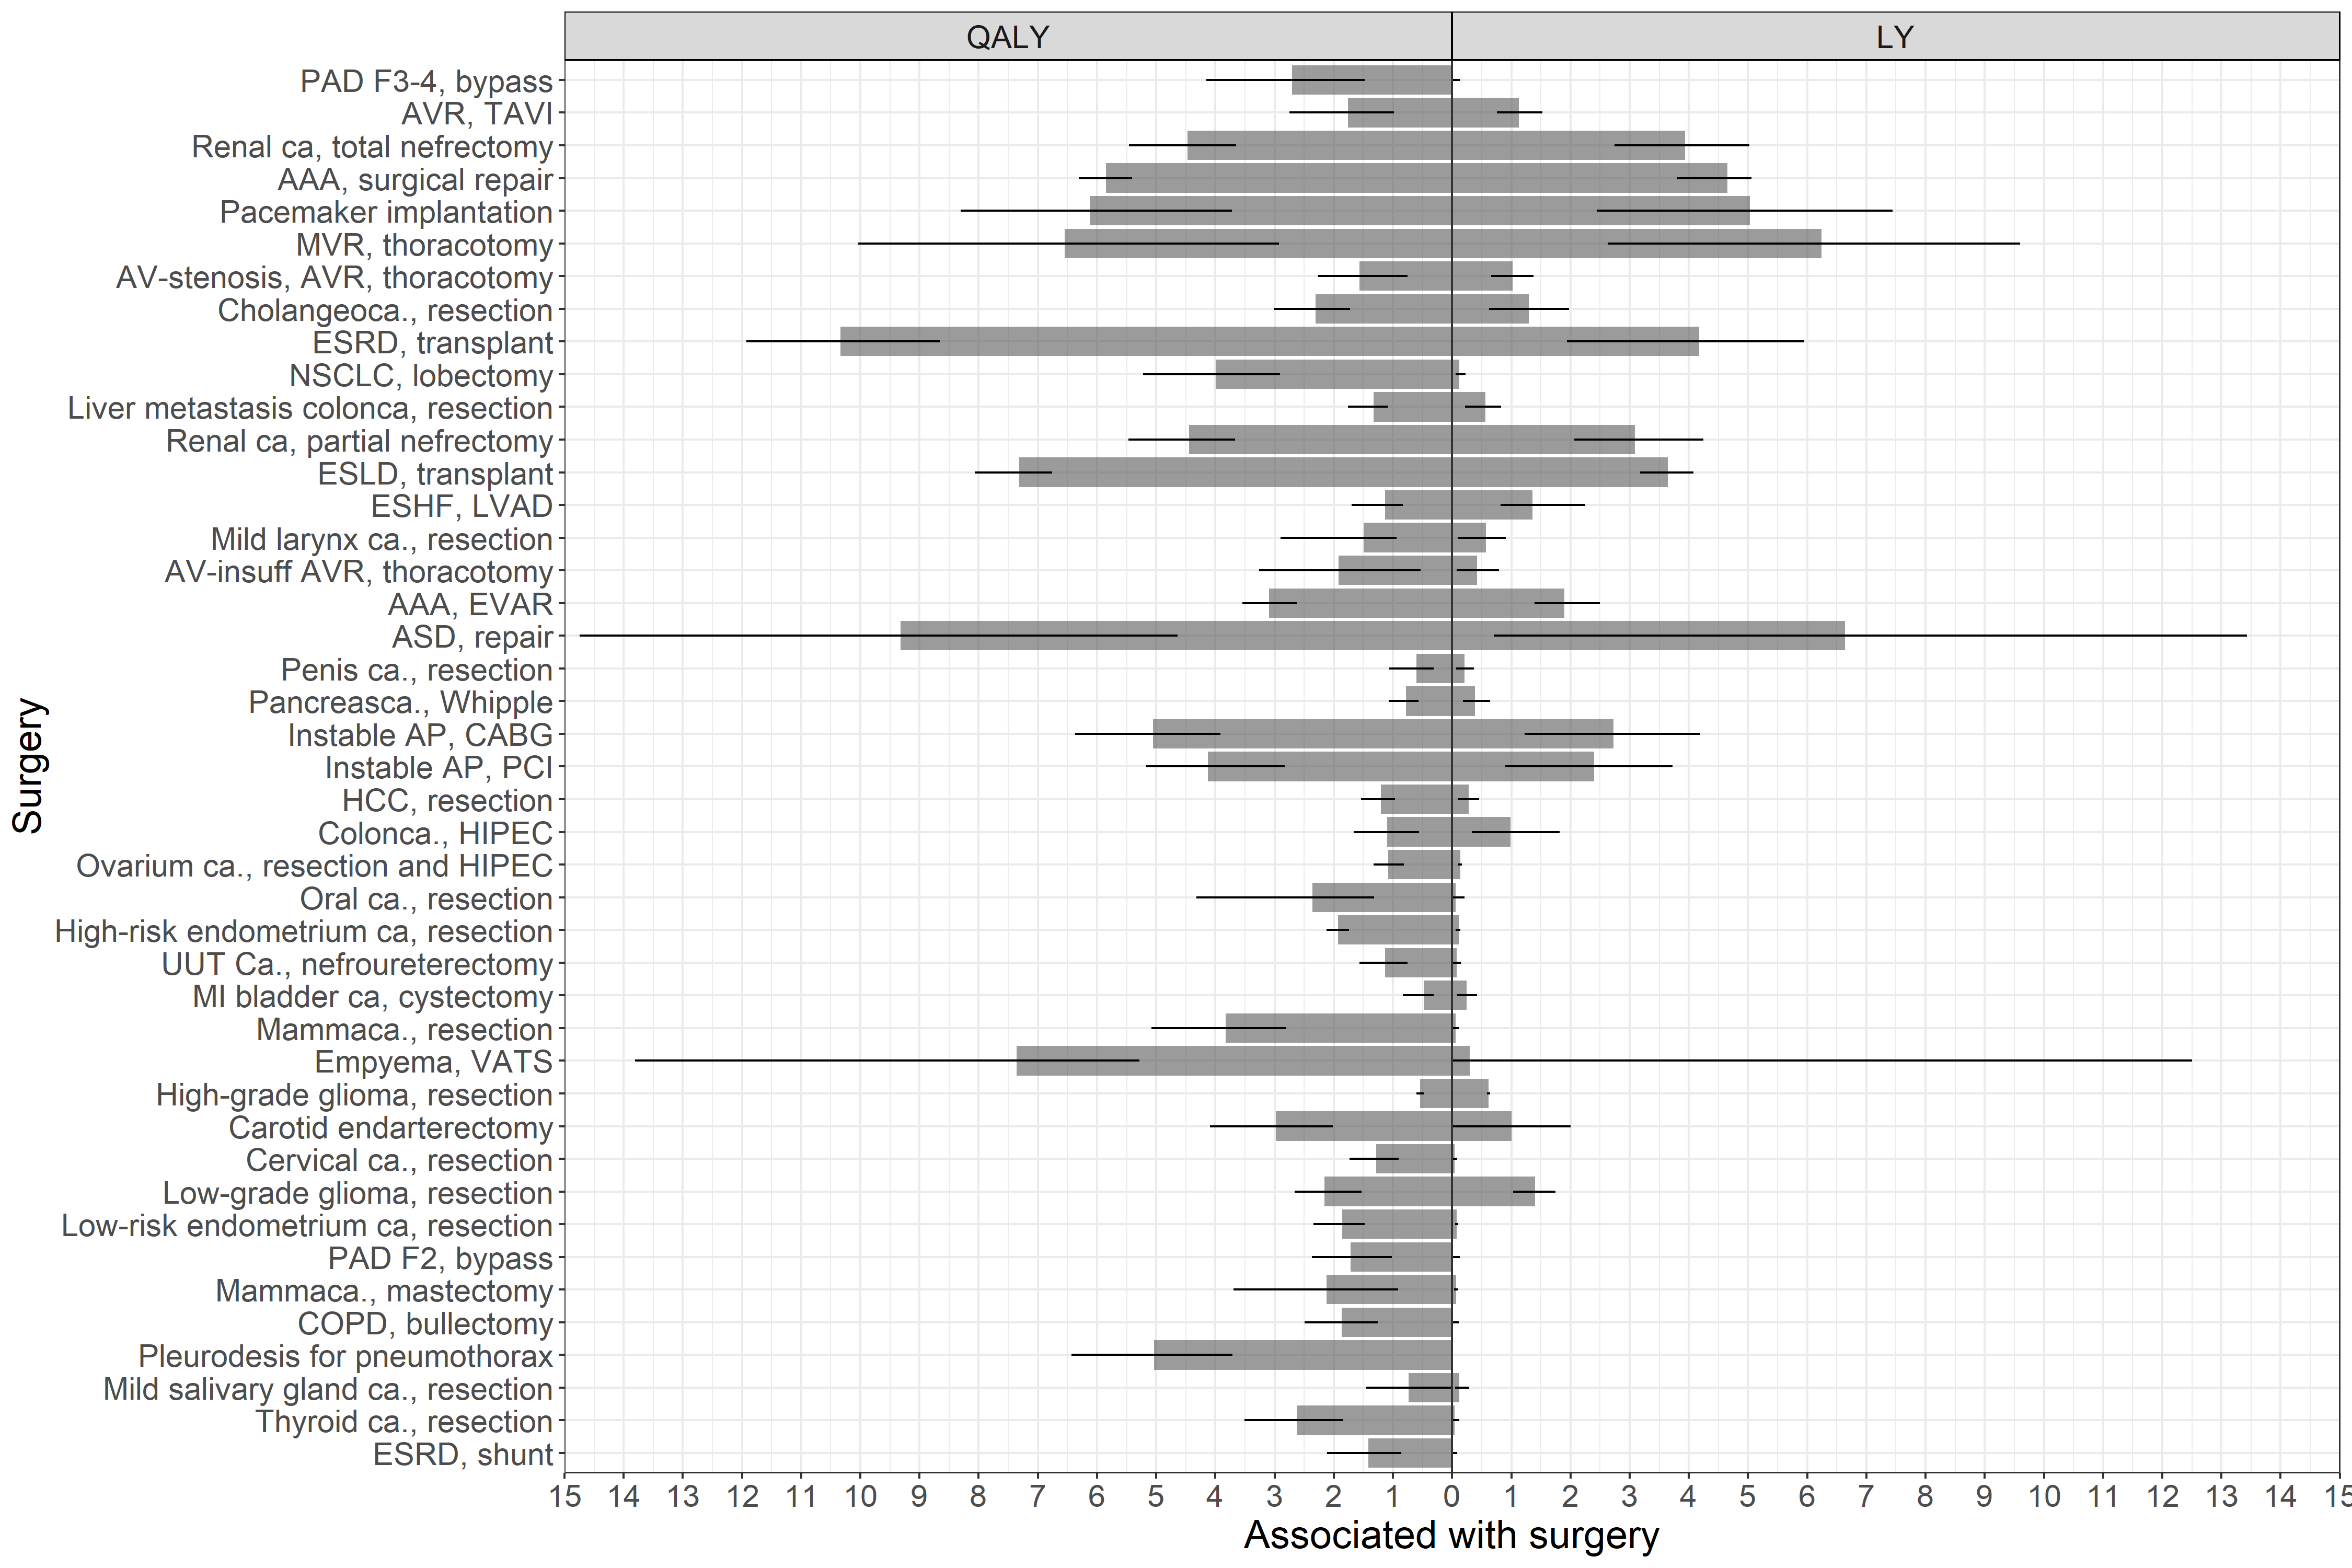 QALY LY
PAD F3-4, bypass
AVR, TAVI
Renal ca, total nefrectomy
AAA, surgical repair
Pacemaker implantation
MVR, thoracotomy
AV-stenosis, AVR, thoracotomy
Cholangeoca., resection
ESRD, transplant
NSCLC, lobectomy
Liver metastasis colonca, resection
Renal ca, partial nefrectomy
ESLD, transplant
ESHF, LVAD
Mild larynx ca., resection
AV-insuff AVR, thoracotomy
AAA, EVAR
ASD, repair
Penis ca., resection
Pancreasca., Whipple
Instable AP, CABG
Instable AP, PCI
HCC, resection
Colonca., HIPEC
Ovarium ca., resection and HIPEC
Oral ca., resection
High-risk endometrium ca, resection
UUT Ca., nefroureterectomy
MI bladder ca, cystectomy
Mammaca., resection
Empyema, VATS
High-grade glioma, resection
Carotid endarterectomy
Cervical ca., resection
Low-grade glioma, resection
Low-risk endometrium ca, resection
PAD F2, bypass
Mammaca., mastectomy
COPD, bullectomy
Pleurodesis for pneumothorax
Mild salivary gland ca., resection
Thyroid ca., resection
ESRD, shunt
Surgery
15 14 13 12 11 10 9 8 7 6 5 4 3 2 1 0 1 2 3 4 5 6 7 8 9 10 11 12 13 14 15
Associated with surgery